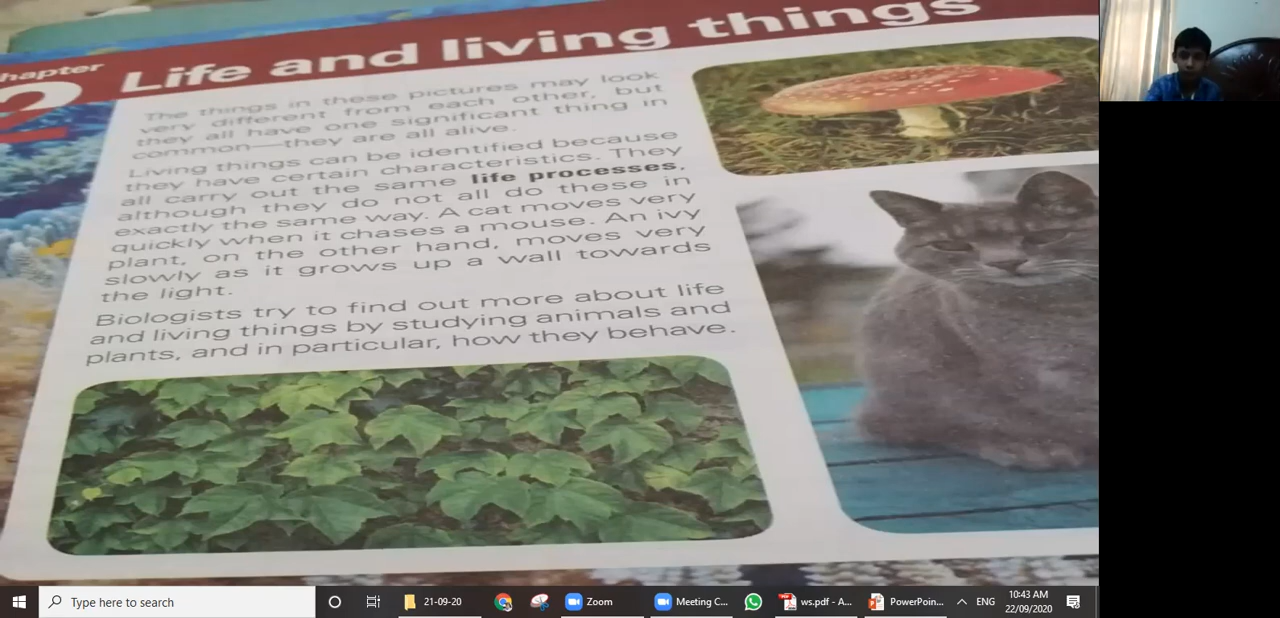 Chapter
2
Life and living things
The things in these pictures may look
very different from each other, but
they all have one significant thing in
common—they are all alive.
Living things can be identified because
they have certain characteristics. They
all carry out the same life processes,
although they do not all do these in
exactly the same way. A cat moves very
quickly when it chases a mouse. An ivy
plant, on the other hand, moves very
slowly as it grows up a wall towards
the light.
Biologists try to find out more about life
and living things by studying animals and
plants, and in particular, how they behave.
Type here to search
21-09-20
Zoom
Meeting C...
ws.pdf - A...
PowerPoin...
ENG
10:43 AM
22/09/2020